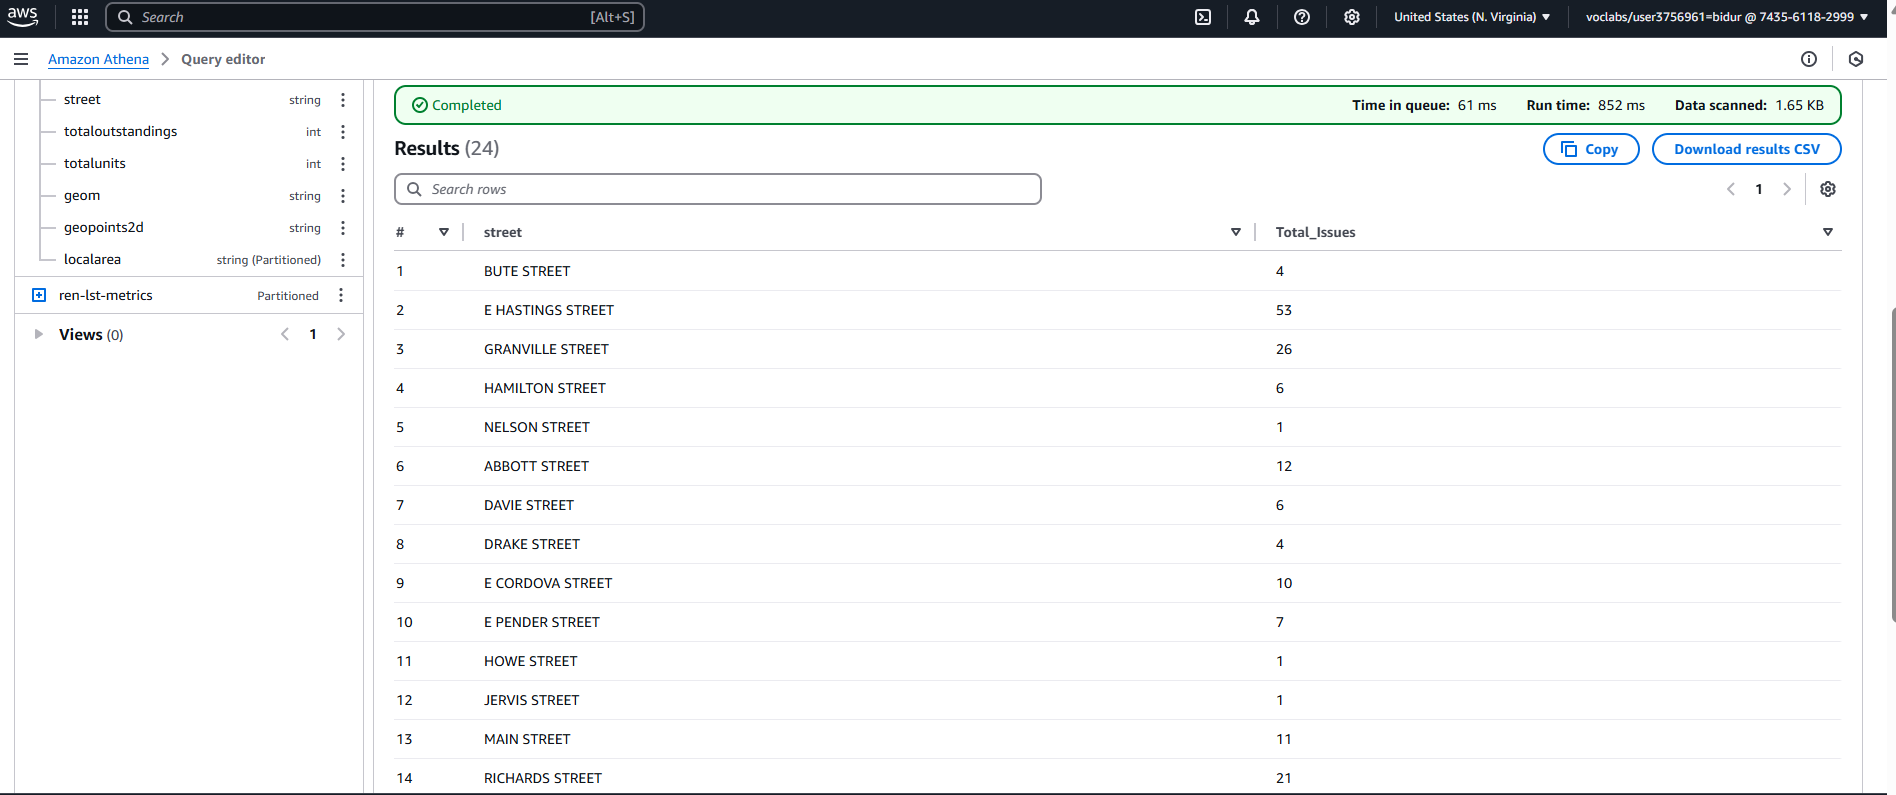 aws Search [Alt+S] United States (N. Virginia) voclabs/user3756961=bidur @ 7435-6118-2999
Amazon Athena Query editor
street string
totaloutstandings int
totalunits int
geom string
geopoints2d string
localarea string (Partitioned)
ren-lst-metrics Partitioned
Views (0) 1
Completed Time in queue: 61 ms Run time: 852 ms Data scanned: 1.65 KB
Results (24) Copy Download results CSV
Search rows 1
# street Total_Issues
1 BUTE STREET 4
2 E HASTINGS STREET 53
3 GRANVILLE STREET 26
4 HAMILTON STREET 6
5 NELSON STREET 1
6 ABBOTT STREET 12
7 DAVIE STREET 6
8 DRAKE STREET 4
9 E CORDOVA STREET 10
10 E PENDER STREET 7
11 HOWE STREET 1
12 JERVIS STREET 1
13 MAIN STREET 11
14 RICHARDS STREET 21